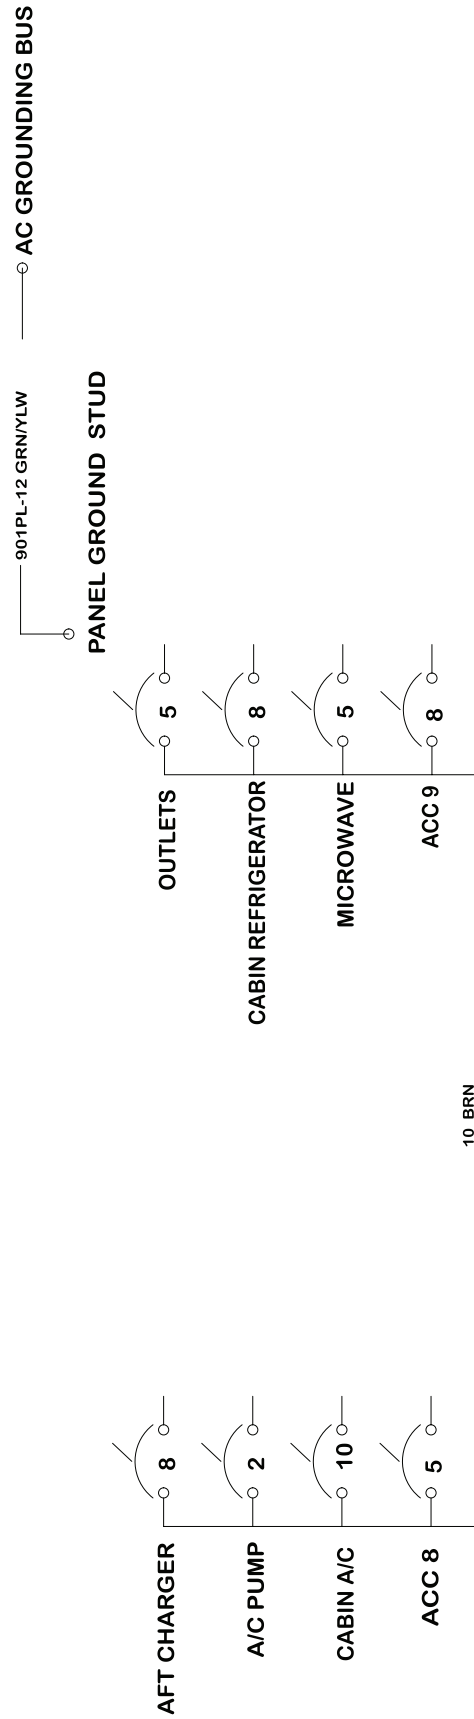 AC GROUNDING BUS
901PL-12 GRN/YLW
PANEL GROUND STUD
OUTLETS
5
CABIN REFRIGERATOR
8
MICROWAVE
5
ACC 9
8
10 BRN
AFT CHARGER
8
A/C PUMP
2
CABIN A/C
10
ACC 8
5